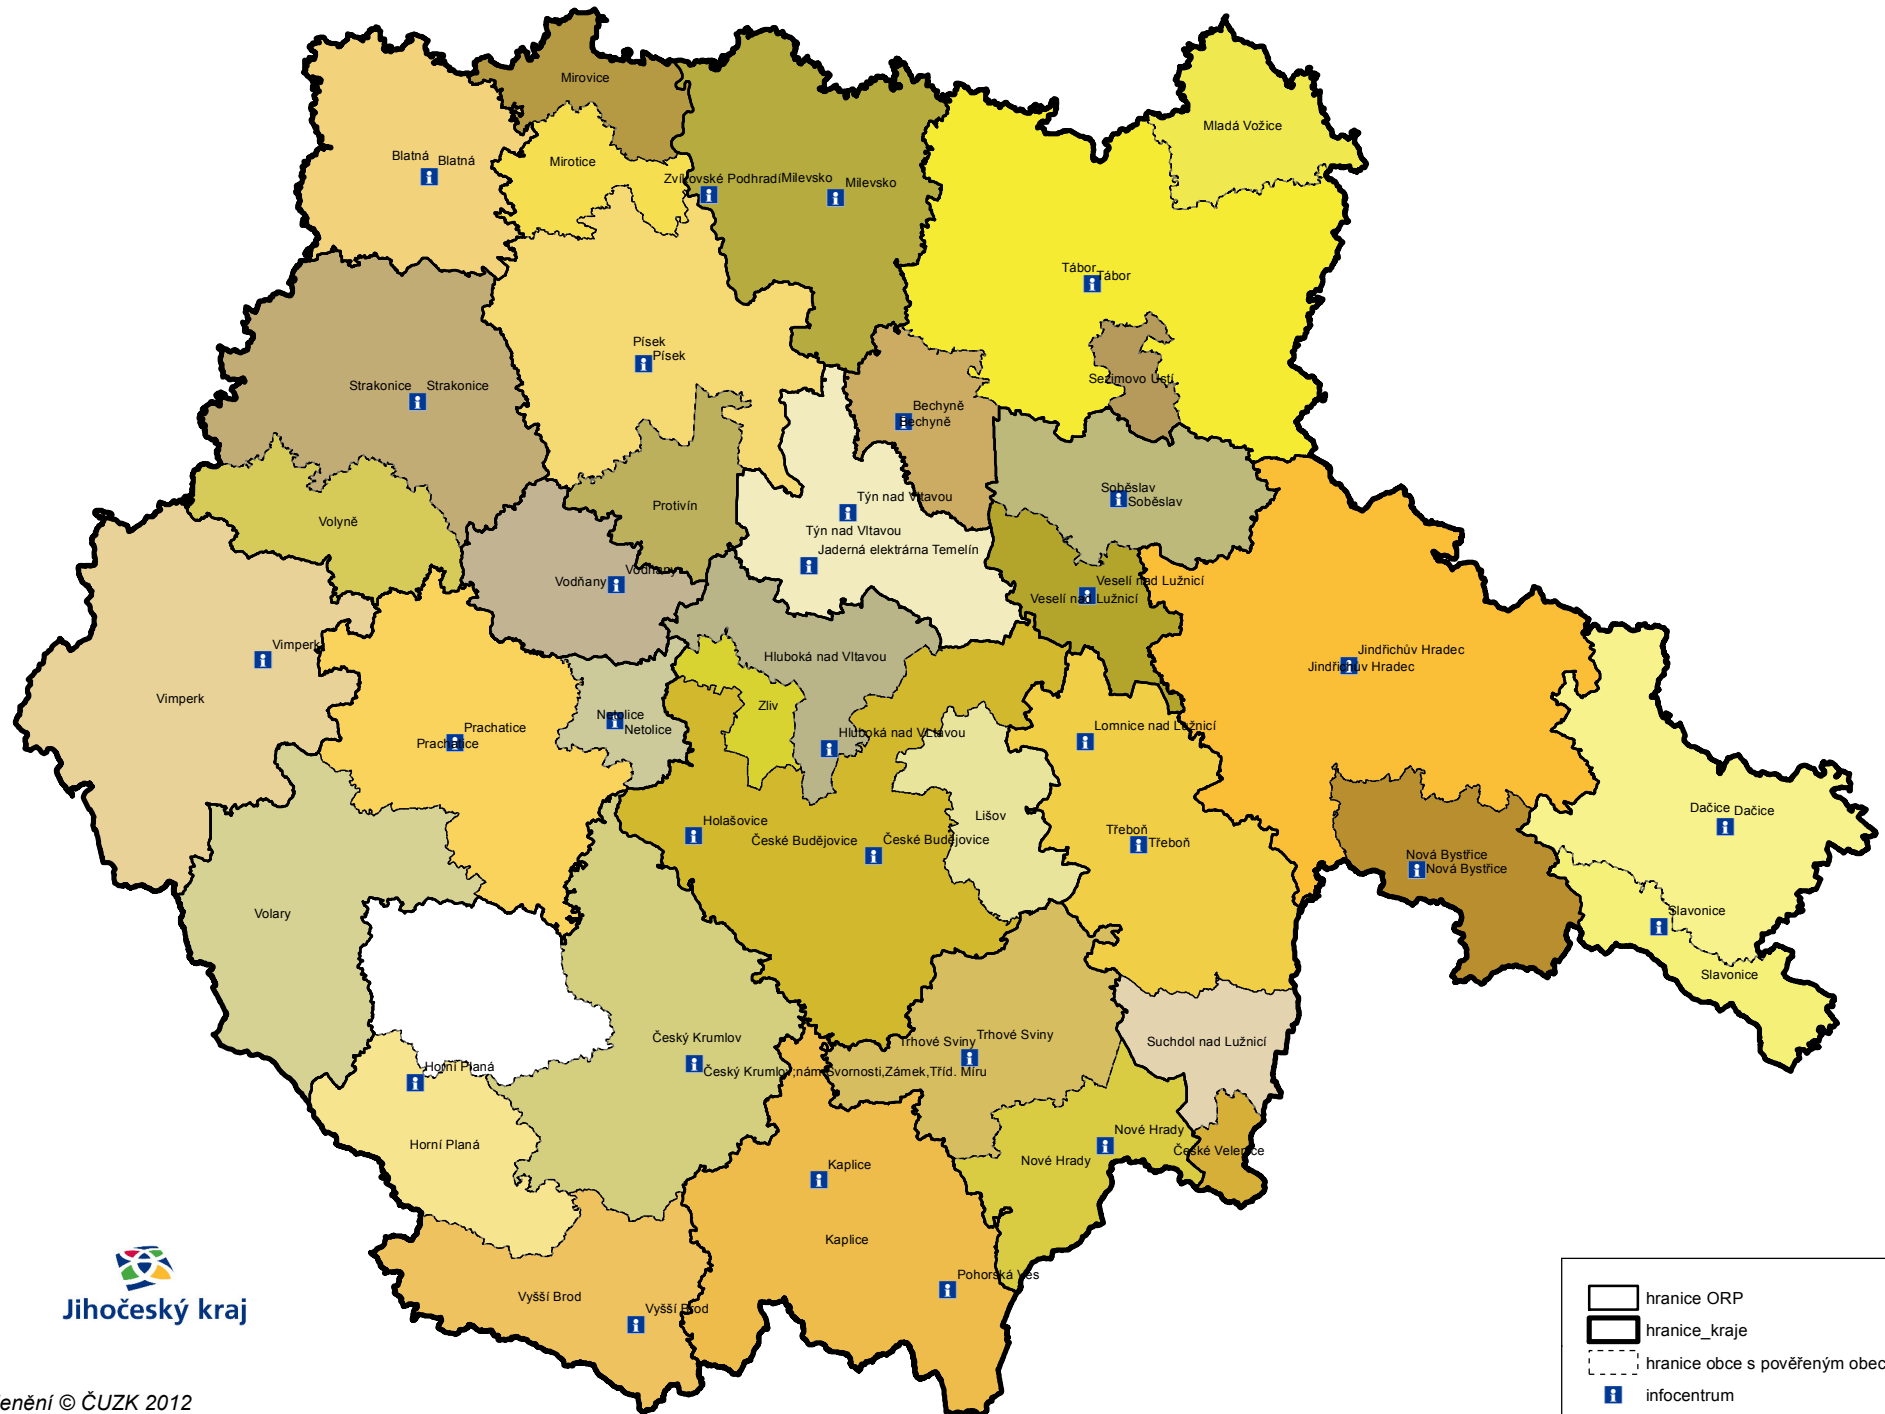 Mirovice
Mladá Vožice
Blatná
Blatná
Mirotice
Zvíkovské Podhradí
Milevsko
Milevsko
Tábor
Tábor
Písek
Písek
Sezimovo Ústí
Strakonice
Strakonice
Bechyně
Bechyně
Soběslav
Soběslav
Týn nad Vltavou
Týn nad Vltavou
Protivín
Volyně
Jaderná elektrárna Temelín
Vodňany
Vodňany
Veselí nad Lužnicí
Veselí nad Lužnicí
Vimperk
Vimperk
Hluboká nad Vltavou
Jindřichův Hradec
Jindřichův Hradec
Zliv
Netolice
Netolice
Prachatice
Prachatice
Hluboká nad VLtavou
Lomnice nad Lužnicí
Holašovice
České Budějovice
České Budějovice
Lišov
Třeboň
Třeboň
Dačice
Dačice
Nová Bystřice
Nová Bystřice
Volary
Slavonice
Slavonice
Český Krumlov
Trhové Sviny
Trhové Sviny
Suchdol nad Lužnicí
Horní Planá
Český Krumlov;nám.Svornosti,Zámek,Tříd. Míru
Horní Planá
Nové Hrady
Nové Hrady
České Velenice
Kaplice
Kaplice
Pohorská Ves
Vyšší Brod
Vyšší Brod
Jihočeský kraj
hranice ORP
hranice_kraje
hranice obce s pověřeným obec
infocentrum
enění © ČUZK 2012